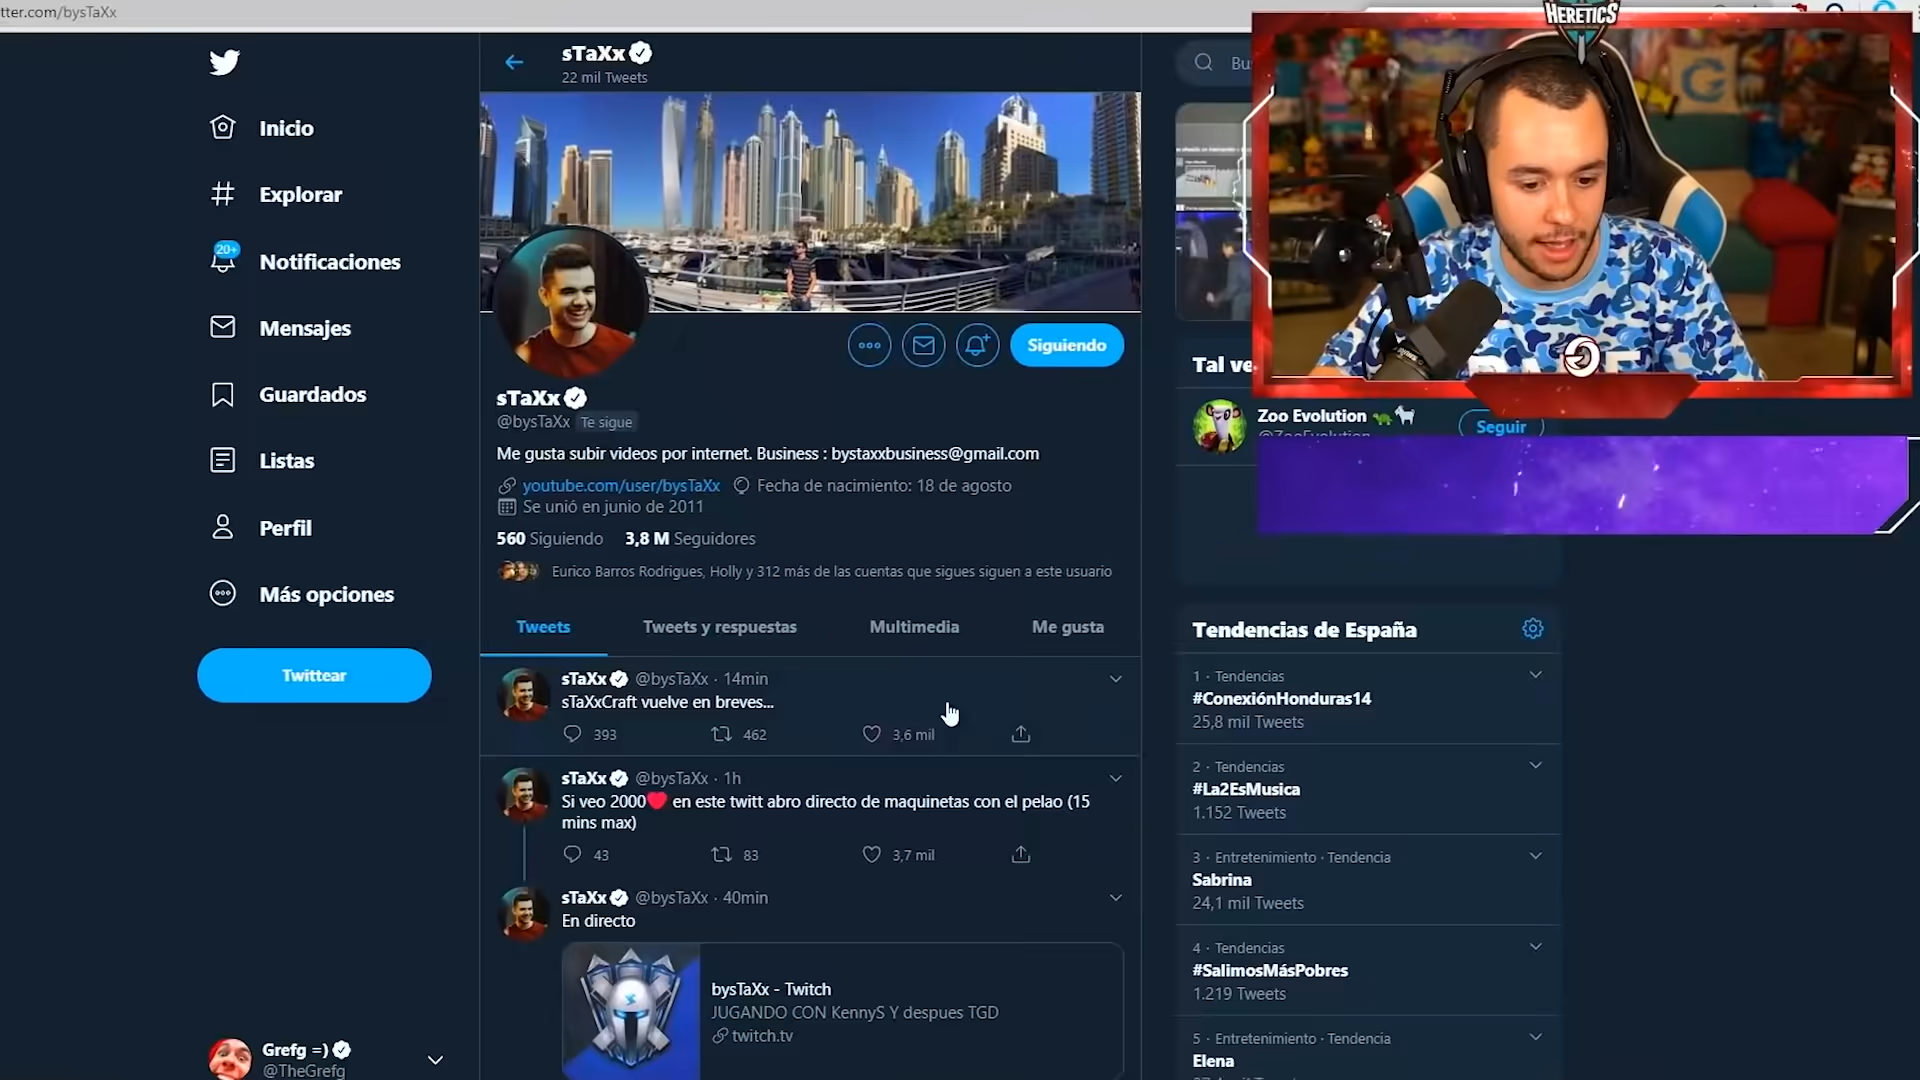 tter.com/bysTaXx
Inicio
Explorar
20+
Notificaciones
Mensajes
Guardados
Listas
Perfil
Más opciones
Twittear
Grefg =)
@TheGrefg
sTaXx
22 mil Tweets
Siguiendo
sTaXx
@bysTaXx Te sigue
Me gusta subir videos por internet. Business : bystaxxbusiness@gmail.com
youtube.com/user/bysTaXx Fecha de nacimiento: 18 de agosto
Se unió en junio de 2011
560 Siguiendo 3,8 M Seguidores
Eurico Barros Rodrigues, Holly y 312 más de las cuentas que sigues siguen a este usuario
Tweets Tweets y respuestas Multimedia Me gusta
sTaXx @bysTaXx · 14min
sTaXxCraft vuelve en breves...
393 462 3,6 mil
sTaXx @bysTaXx · 1h
Si veo 2000❤ en este twitt abro directo de maquinetas con el pelao (15
mins max)
43 83 3,7 mil
sTaXx @bysTaXx · 40min
En directo
bysTaXx - Twitch
JUGANDO CON KennyS Y despues TGD
twitch.tv
Bu
HERETICS
Tal ve
Zoo Evolution 🐢🐐
@ZooEvolution
Seguir
Tendencias de España
1 · Tendencias
#ConexiónHonduras14
25,8 mil Tweets
2 · Tendencias
#La2EsMusica
1.152 Tweets
3 · Entretenimiento · Tendencia
Sabrina
24,1 mil Tweets
4 · Tendencias
#SalimosMásPobres
1.219 Tweets
5 · Entretenimiento · Tendencia
Elena